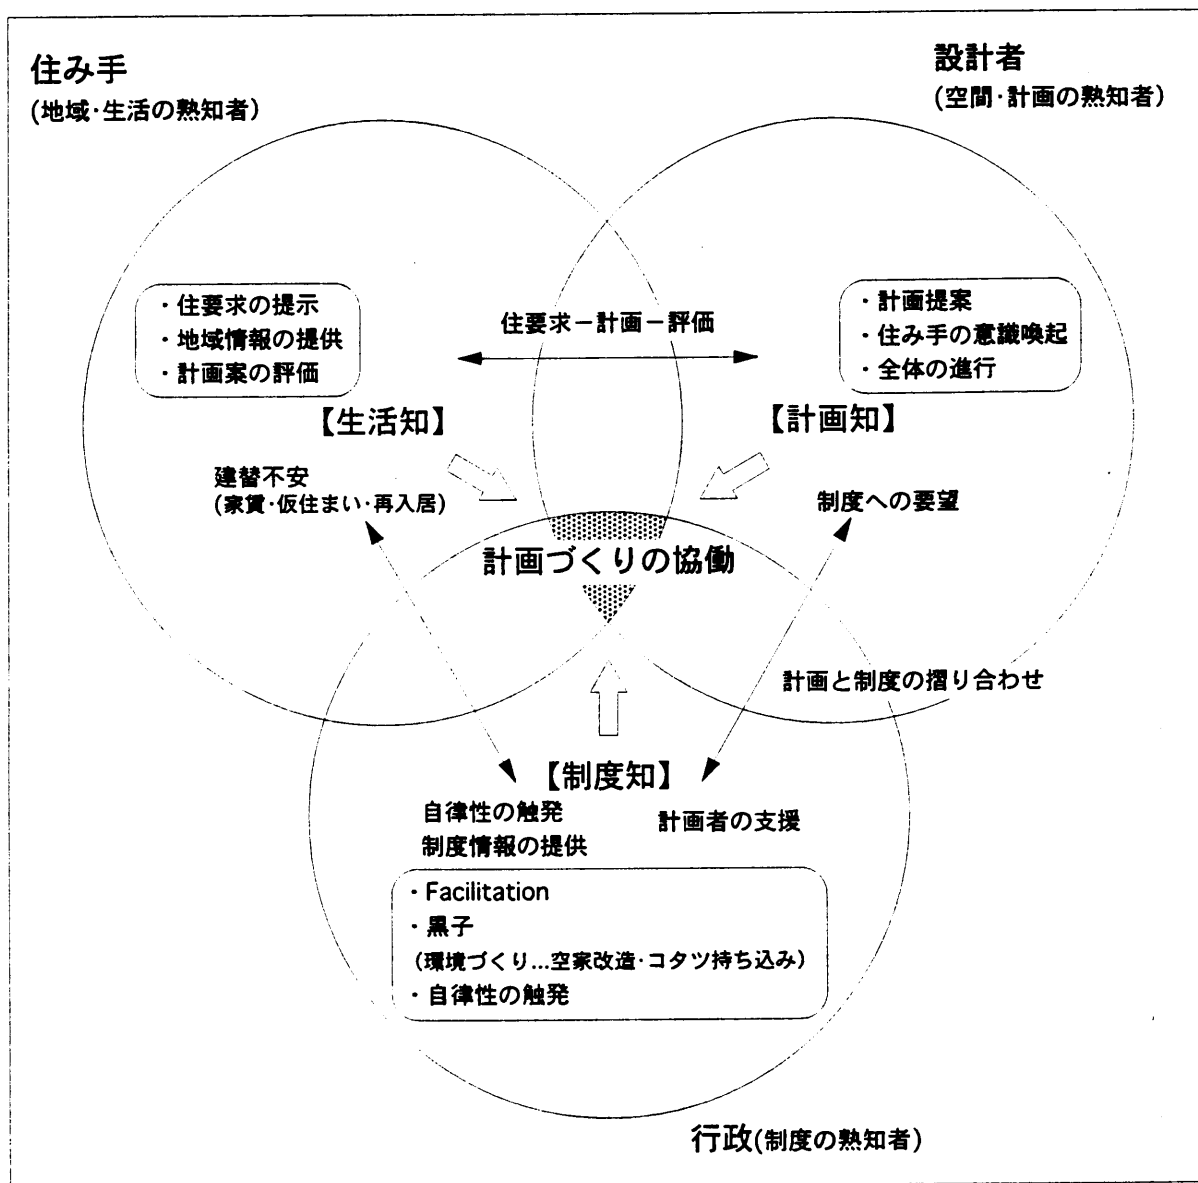 住み手
(地域･生活の熟知者)
設計者
(空間･計画の熟知者)
・住要求の提示
・地域情報の提供
・計画案の評価
住要求－計画－評価
・計画提案
・住み手の意識喚起
・全体の進行
【生活知】
【計画知】
建替不安
(家賃･仮住まい･再入居)
制度への要望
計画づくりの協働
計画と制度の摺り合わせ
【制度知】
自律性の触発
制度情報の提供
計画者の支援
・Facilitation
・黒子
(環境づくり...空家改造･コタツ持ち込み)
・自律性の触発
行政(制度の熟知者)